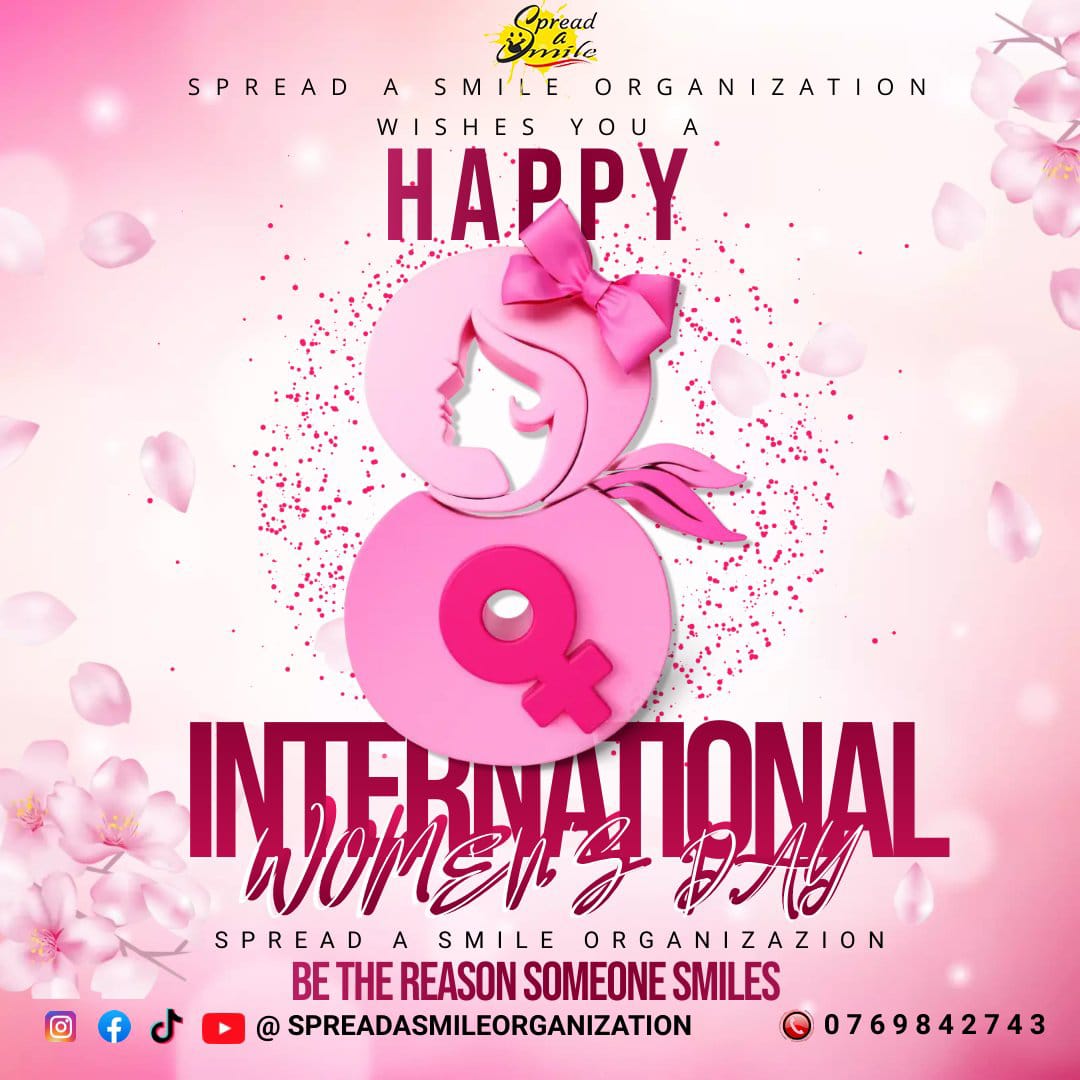 Spread
a
Smile
SPREAD A SMILE ORGANIZATION
WISHES YOU A
HAPPY
8
INTERNATIONAL
WOMEN'S DAY
SPREAD A SMILE ORGANIZAZION
BE THE REASON SOMEONE SMILES
@ SPREADASMILEORGANIZATION
0769842743